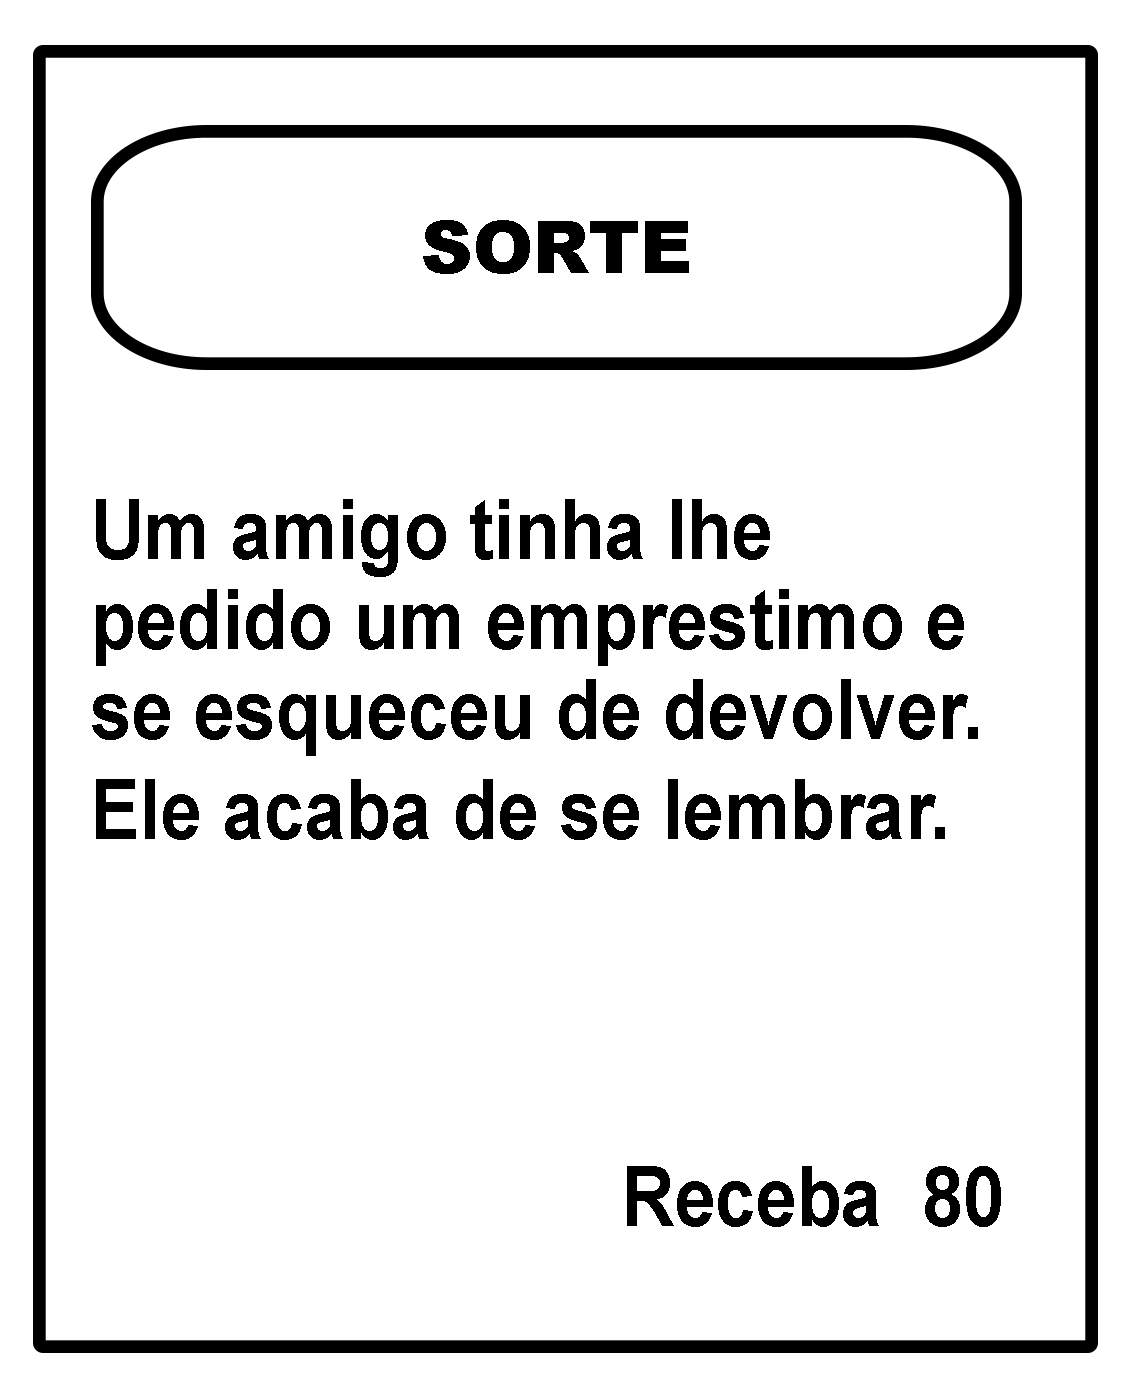 SORTE
Um amigo tinha lhe
pedido um emprestimo e
se esqueceu de devolver.
Ele acaba de se lembrar.
Receba 80